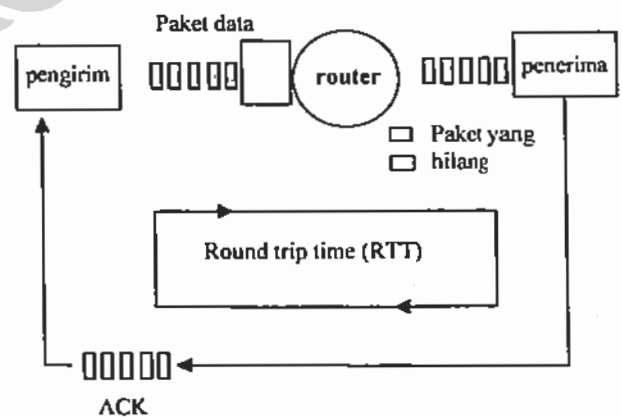 Paket data
pengirim
router
penerima
Paket yang
hilang
Round trip time (RTT)
ACK